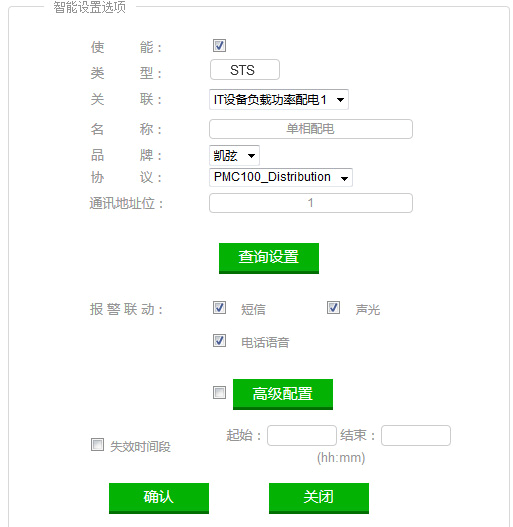 智能设置选项
使 能：
类 型： STS
关 联： IT设备负载功率配电1
名 称： 单相配电
品 牌： 凯弦
协 议： PMC100_Distribution
通讯地址位： 1
查询设置
报 警 联 动： 短信 声光
电话语音
高级配置
失效时间段 起始： 结束：
(hh:mm)
确认 关闭